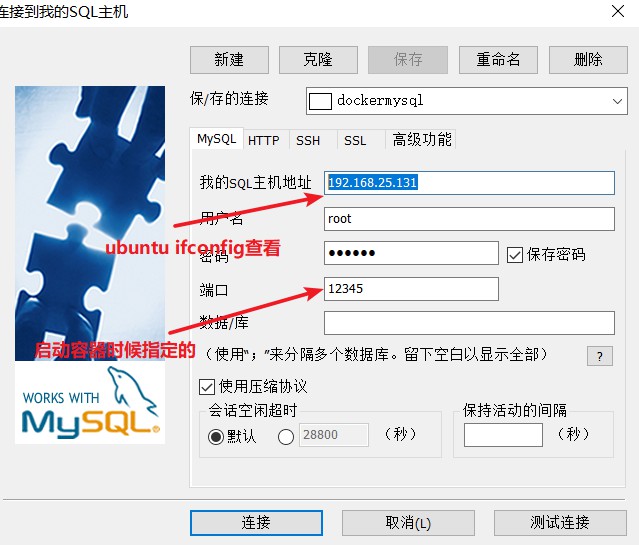 连接到我的SQL主机
新建 克隆 保存 重命名 删除
保/存的连接 dockermysql
MySQL HTTP SSH SSL 高级功能
我的SQL主机地址 192.168.25.131
用户名 root
ubuntu ifconfig查看
密码 ●●●●●● 保存密码
端口 12345
数据/库
启动容器时候指定的
（使用“；”来分隔多个数据库。留下空白以显示全部） ?
使用压缩协议
会话空闲超时 保持活动的间隔
默认 28800 （秒） （秒）
WORKS WITH
MySQL®
连接 取消(L) 测试连接